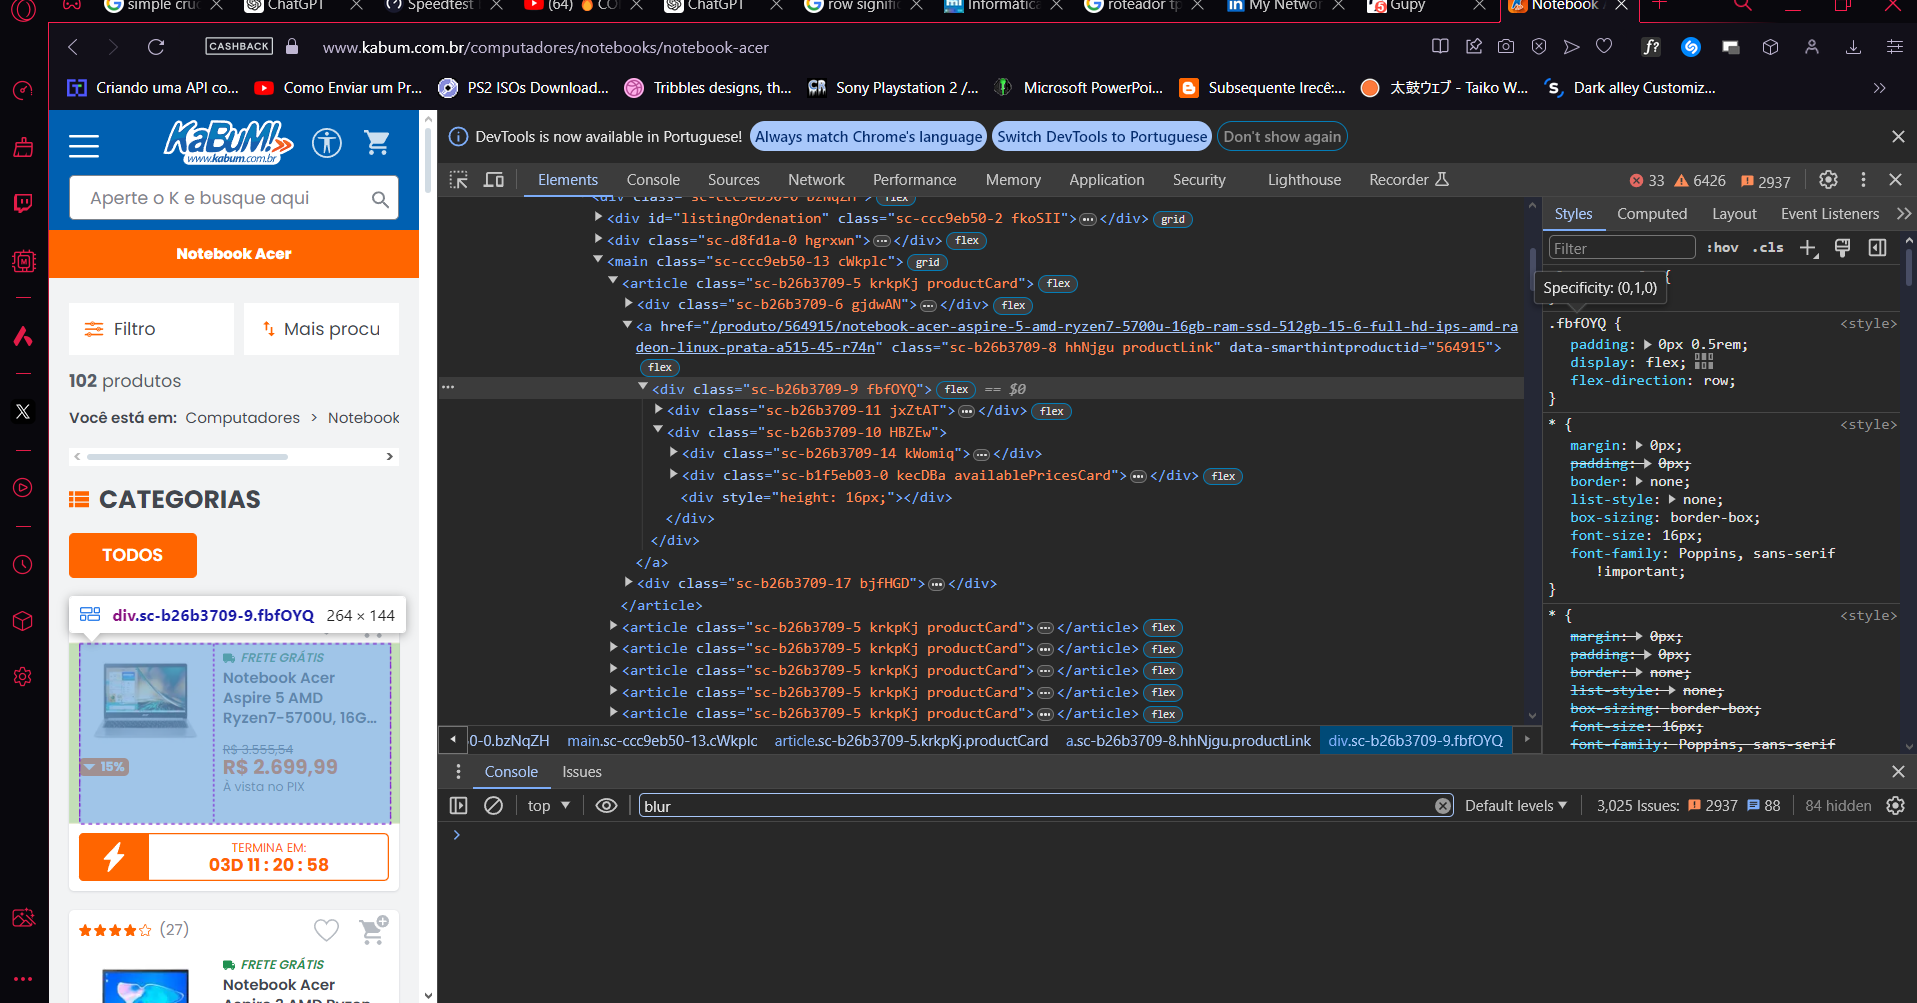 simple cruc
ChatGPT
Speedtest
(64) 🔥 CO
ChatGPT
row signific
Informática
roteador tp
My Networ
Gupy
Notebook A
CASHBACK
www.kabum.com.br/computadores/notebooks/notebook-acer
f?
Criando uma API co...
Como Enviar um Pr...
PS2 ISOs Download...
Tribbles designs, th...
Sony Playstation 2 /...
Microsoft PowerPoi...
Subsequente Irecê:...
太鼓ウェブ - Taiko W...
Dark alley Customiz...
KaBuM!
www.kabum.com.br
Aperte o K e busque aqui
Notebook Acer
Filtro
Mais procu
102 produtos
Você está em: Computadores > Notebook
CATEGORIAS
TODOS
div.sc-b26b3709-9.fbfOYQ 264 × 144
FRETE GRÁTIS
Notebook Acer
Aspire 5 AMD
Ryzen7-5700U, 16G...
R$ 3.555,54
15%
R$ 2.699,99
À vista no PIX
TERMINA EM:
03D 11 : 20 : 58
(27)
FRETE GRÁTIS
Notebook Acer
DevTools is now available in Portuguese!
Always match Chrome's language
Switch DevTools to Portuguese
Don't show again
Elements
Console
Sources
Network
Performance
Memory
Application
Security
Lighthouse
Recorder
33
6426
2937
<div class="sc-ccc9eb50-0 bzNqZH"> flex
<div id="listingOrdenation" class="sc-ccc9eb50-2 fkoSII">…</div> grid
<div class="sc-d8fd1a-0 hgrxwn">…</div> flex
<main class="sc-ccc9eb50-13 cWkplc"> grid
<article class="sc-b26b3709-5 krkpKj productCard"> flex
<div class="sc-b26b3709-6 gjdwAN">…</div> flex
<a href="/produto/564915/notebook-acer-aspire-5-amd-ryzen7-5700u-16gb-ram-ssd-512gb-15-6-full-hd-ips-amd-ra
deon-linux-prata-a515-45-r74n" class="sc-b26b3709-8 hhNjgu productLink" data-smarthintproductid="564915">
flex
<div class="sc-b26b3709-9 fbfOYQ"> flex == $0
<div class="sc-b26b3709-11 jxZtAT">…</div> flex
<div class="sc-b26b3709-10 HBZEw">
<div class="sc-b26b3709-14 kWomiq">…</div>
<div class="sc-b1f5eb03-0 kecDBa availablePricesCard">…</div> flex
<div style="height: 16px;"></div>
</div>
</div>
</a>
<div class="sc-b26b3709-17 bjfHGD">…</div>
</article>
<article class="sc-b26b3709-5 krkpKj productCard">…</article> flex
<article class="sc-b26b3709-5 krkpKj productCard">…</article> flex
<article class="sc-b26b3709-5 krkpKj productCard">…</article> flex
<article class="sc-b26b3709-5 krkpKj productCard">…</article> flex
<article class="sc-b26b3709-5 krkpKj productCard">…</article> flex
0-0.bzNqZH
main.sc-ccc9eb50-13.cWkplc
article.sc-b26b3709-5.krkpKj.productCard
a.sc-b26b3709-8.hhNjgu.productLink
div.sc-b26b3709-9.fbfOYQ
Styles
Computed
Layout
Event Listeners
Filter
:hov
.cls
{
Specificity: (0,1,0)
.fbfOYQ {
<style>
padding: 0px 0.5rem;
display: flex;
flex-direction: row;
}
* {
<style>
margin: 0px;
padding: 0px;
border: none;
list-style: none;
box-sizing: border-box;
font-size: 16px;
font-family: Poppins, sans-serif
!important;
}
* {
<style>
margin: 0px;
padding: 0px;
border: none;
list-style: none;
box-sizing: border-box;
font-size: 16px;
font-family: Poppins, sans-serif
Console
Issues
top
blur
Default levels
3,025 Issues:
2937
88
84 hidden